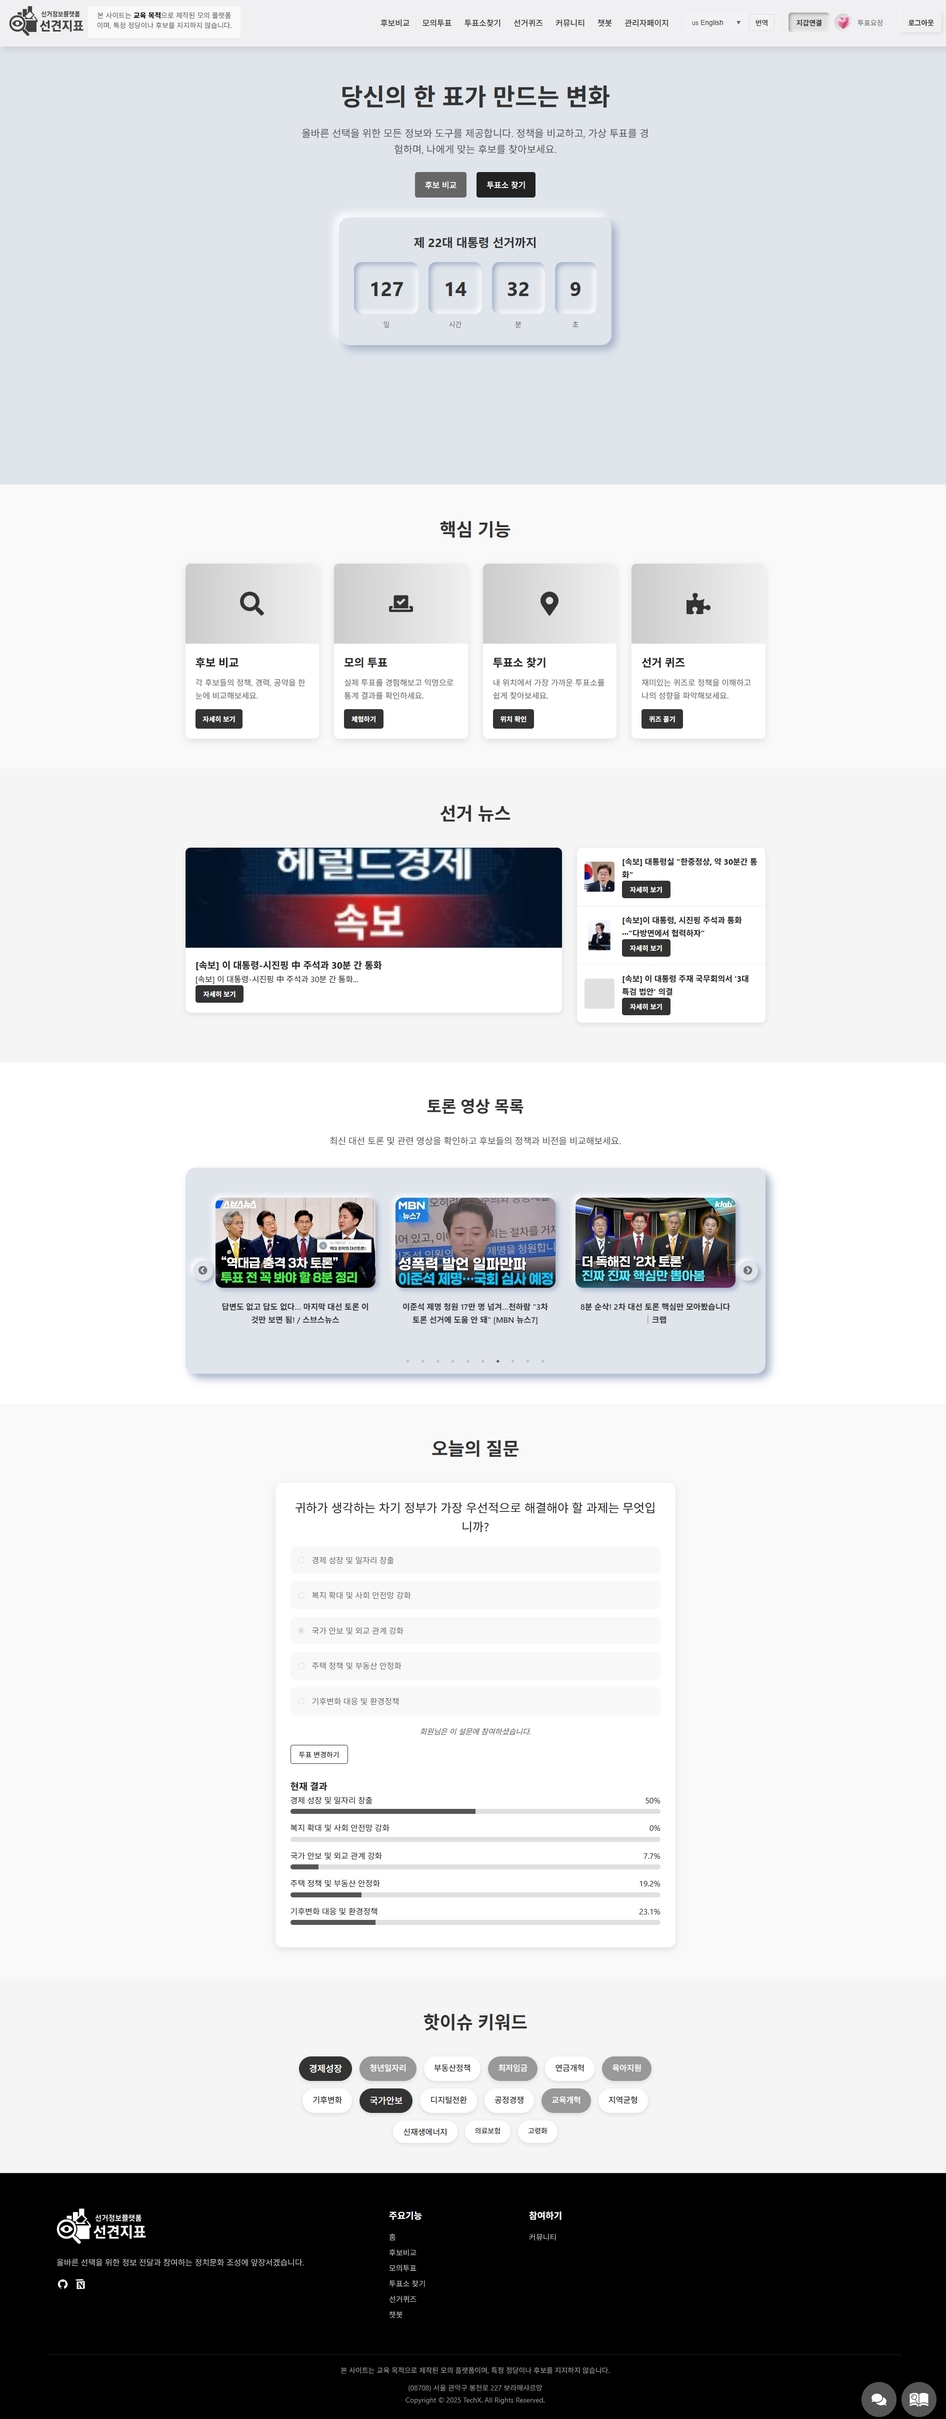 선거정보플랫폼
선견지표
본 사이트는 교육 목적으로 제작된 모의 플랫폼
이며, 특정 정당이나 후보를 지지하지 않습니다.
후보비교 모의투표 투표소찾기 선거퀴즈 커뮤니티 챗봇 관리자페이지
us English
번역
지갑연결
투표요정
로그아웃
당신의 한 표가 만드는 변화
올바른 선택을 위한 모든 정보와 도구를 제공합니다. 정책을 비교하고, 가상 투표를 경
험하며, 나에게 맞는 후보를 찾아보세요.
후보 비교
투표소 찾기
제 22대 대통령 선거까지
127 14 32 9
일 시간 분 초
핵심 기능
후보 비교
각 후보들의 정책, 경력, 공약을 한
눈에 비교해보세요.
자세히 보기
모의 투표
실제 투표를 경험해보고 익명으로
통계 결과를 확인하세요.
체험하기
투표소 찾기
내 위치에서 가장 가까운 투표소를
쉽게 찾아보세요.
위치 확인
선거 퀴즈
재미있는 퀴즈로 정책을 이해하고
나의 성향을 파악해보세요.
퀴즈 풀기
선거 뉴스
헤럴드경제
속보
[속보] 이 대통령-시진핑 中 주석과 30분 간 통화
[속보] 이 대통령-시진핑 中 주석과 30분 간 통화...
자세히 보기
[속보] 대통령실 "한중정상, 약 30분간 통
화"
자세히 보기
[속보]이 대통령, 시진핑 주석과 통화
…"다방면에서 협력하자"
자세히 보기
[속보] 이 대통령 주재 국무회의서 '3대
특검 법안' 의결
자세히 보기
토론 영상 목록
최신 대선 토론 및 관련 영상을 확인하고 후보들의 정책과 비전을 비교해보세요.
스브스뉴스
"역대급 충격 3차 토론"
투표 전 꼭 봐야 할 8분 정리
답변도 없고 답도 없다... 마지막 대선 토론 이
것만 보면 됨! / 스브스뉴스
MBN
뉴스7
성폭력 발언 일파만파
이준석 제명…국회 심사 예정
이준석 제명 청원 17만 명 넘겨…천하람 "3차
토론 선거에 도움 안 돼" [MBN 뉴스7]
klab
더 독해진 '2차 토론'
진짜 진짜 핵심만 뽑아봄
8분 순삭! 2차 대선 토론 핵심만 모아봤습니다
｜크랩
오늘의 질문
귀하가 생각하는 차기 정부가 가장 우선적으로 해결해야 할 과제는 무엇입
니까?
경제 성장 및 일자리 창출
복지 확대 및 사회 안전망 강화
국가 안보 및 외교 관계 강화
주택 정책 및 부동산 안정화
기후변화 대응 및 환경정책
회원님은 이 설문에 참여하셨습니다.
투표 변경하기
현재 결과
경제 성장 및 일자리 창출 50%
복지 확대 및 사회 안전망 강화 0%
국가 안보 및 외교 관계 강화 7.7%
주택 정책 및 부동산 안정화 19.2%
기후변화 대응 및 환경정책 23.1%
핫이슈 키워드
경제성장 청년일자리 부동산정책 최저임금 연금개혁 육아지원
기후변화 국가안보 디지털전환 공정경쟁 교육개혁 지역균형
신재생에너지 의료보험 고령화
선거정보플랫폼
선견지표
올바른 선택을 위한 정보 전달과 참여하는 정치문화 조성에 앞장서겠습니다.
주요기능
홈
후보비교
모의투표
투표소 찾기
선거퀴즈
챗봇
참여하기
커뮤니티
본 사이트는 교육 목적으로 제작된 모의 플랫폼이며, 특정 정당이나 후보를 지지하지 않습니다.
(08708) 서울 관악구 봉천로 227 보라매샤르망
Copyright © 2025 TechX. All Rights Reserved.